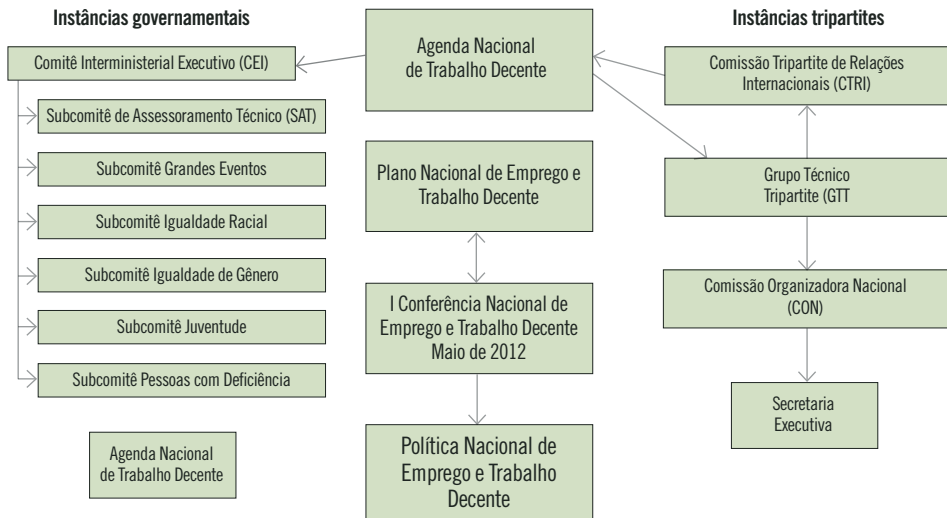 Instâncias governamentais
Comitê Interministerial Executivo (CEI)
Subcomitê de Assessoramento Técnico (SAT)
Subcomitê Grandes Eventos
Subcomitê Igualdade Racial
Subcomitê Igualdade de Gênero
Subcomitê Juventude
Subcomitê Pessoas com Deficiência
Agenda Nacional
de Trabalho Decente
Agenda Nacional
de Trabalho Decente
Plano Nacional de Emprego e
Trabalho Decente
I Conferência Nacional de
Emprego e Trabalho Decente
Maio de 2012
Política Nacional de
Emprego e Trabalho
Decente
Instâncias tripartites
Comissão Tripartite de Relações
Internacionais (CTRI)
Grupo Técnico
Tripartite (GTT
Comissão Organizadora Nacional
(CON)
Secretaria
Executiva